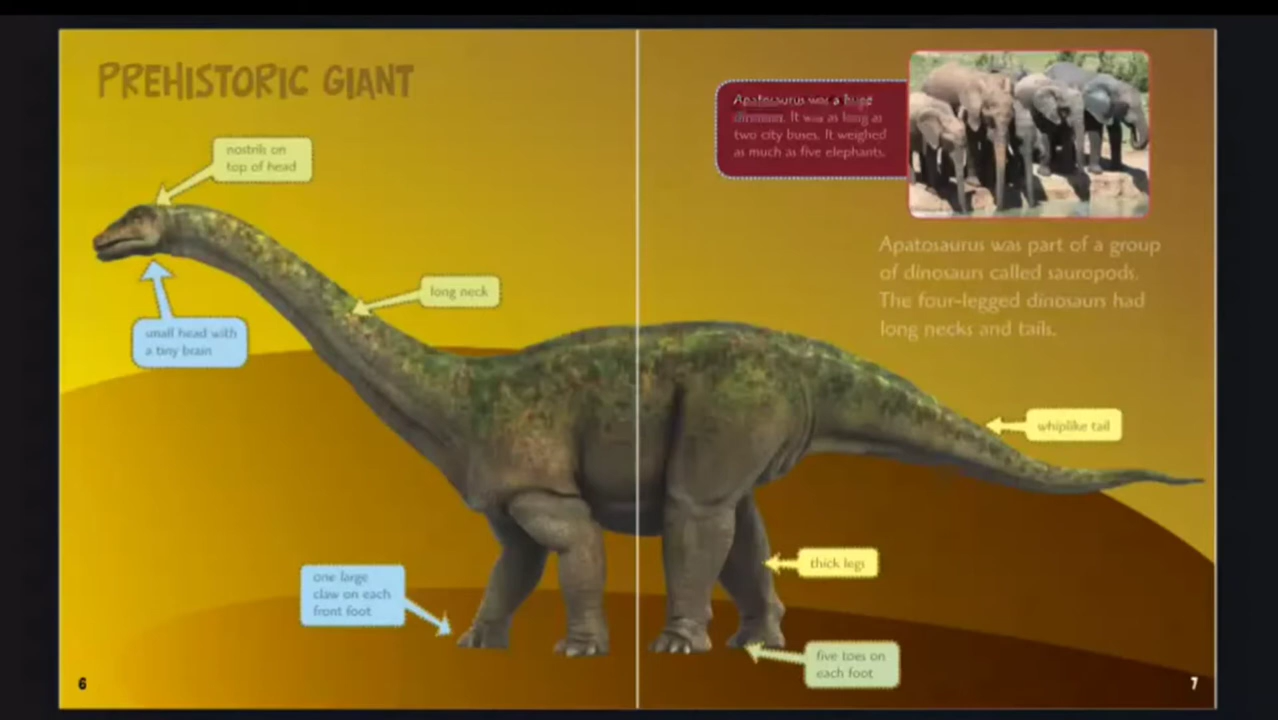 PREHISTORIC GIANT
nostrils on
top of head
small head with
a tiny brain
long neck
one large
claw on each
front foot
6
Apatosaurus was a huge
dinosaur. It was as long as
two city buses. It weighed
as much as five elephants.
Apatosaurus was part of a group
of dinosaurs called sauropods.
The four-legged dinosaurs had
long necks and tails.
whiplike tail
thick legs
five toes on
each foot
7